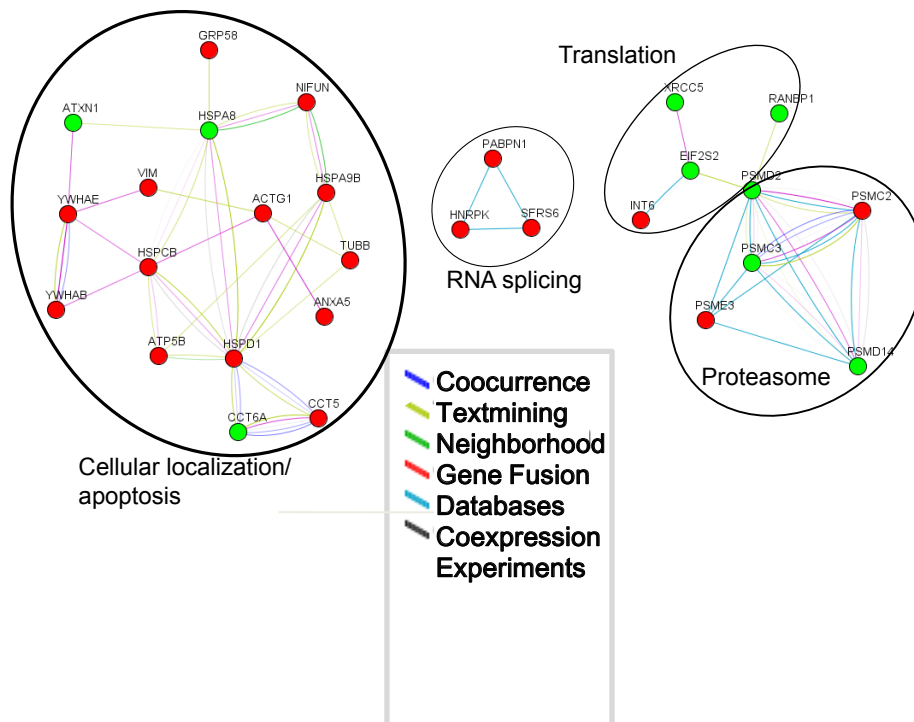 GRP58
NIFUN
ATXN1
HSPA8
VIM
HSPA9B
YWHAE
ACTG1
TUBB
HSPCB
YWHAB
ANXA5
ATP5B
HSPD1
CCT6A
CCT5
Cellular localization/
apoptosis
PABPN1
HNRPK
SFRS6
RNA splicing
Translation
XRCC5
RANBP1
EIF2S2
PSMD2
INT6
PSMC2
PSMC3
PSME3
PSMD14
Proteasome
Coocurrence
Textmining
Neighborhood
Gene Fusion
Databases
Coexpression
Experiments